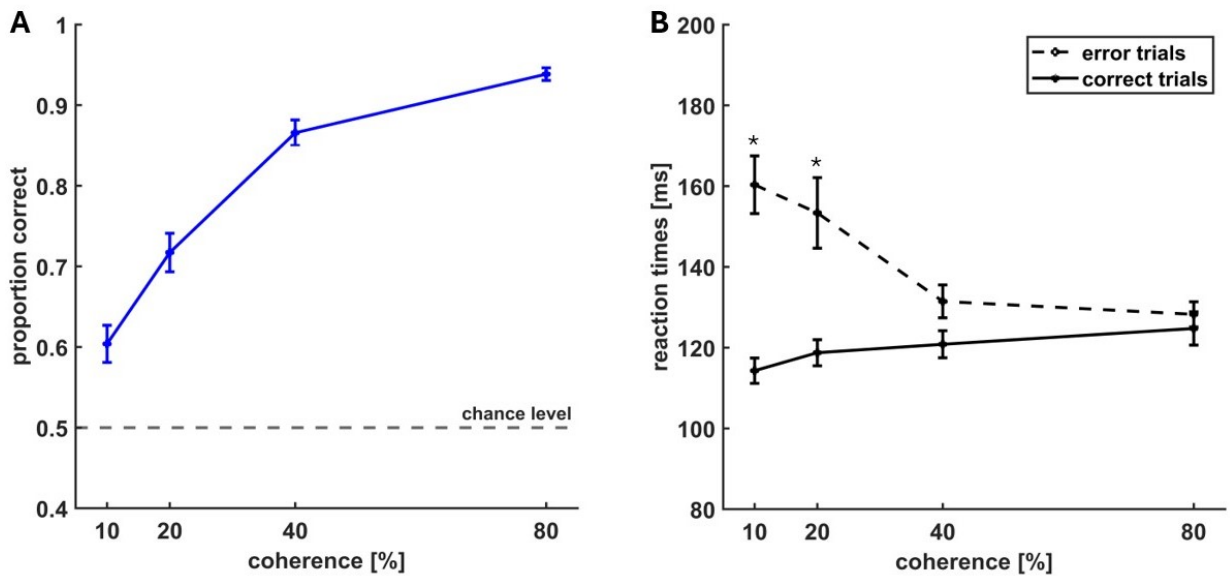 A
1
0.9
0.8
0.7
0.6
0.5
0.4
proportion correct
chance level
10 20 40 80
coherence [%]
B
200
180
160
140
120
100
80
reaction times [ms]
error trials
correct trials
*
*
10 20 40 80
coherence [%]